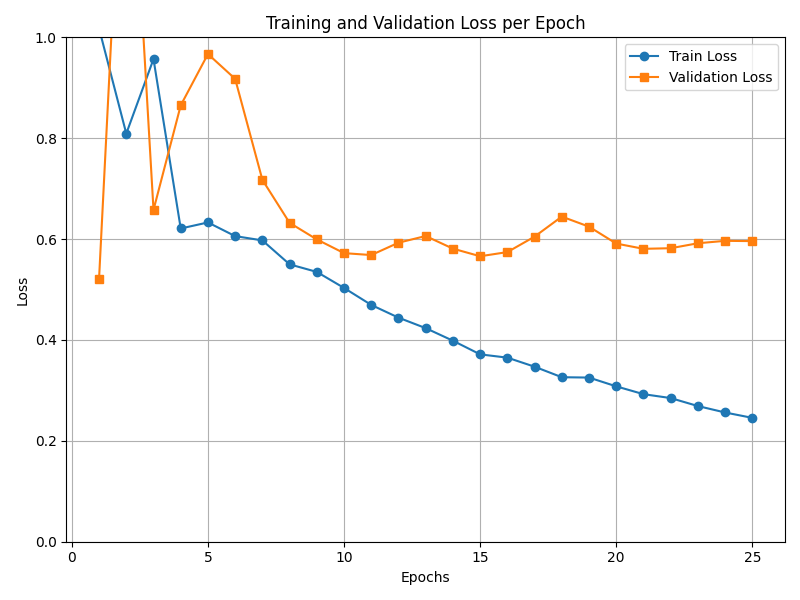 Training and Validation Loss per Epoch
Train Loss
Validation Loss
1.0
0.8
0.6
0.4
0.2
0.0
Loss
0 5 10 15 20 25
Epochs